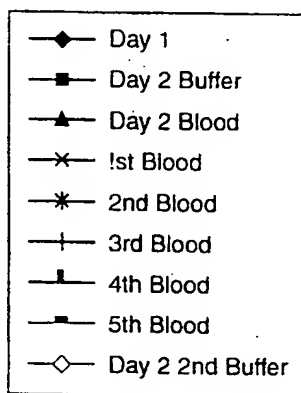 Day 1
Day 2 Buffer
Day 2 Blood
!st Blood
2nd Blood
3rd Blood
4th Blood
5th Blood
Day 2 2nd Buffer